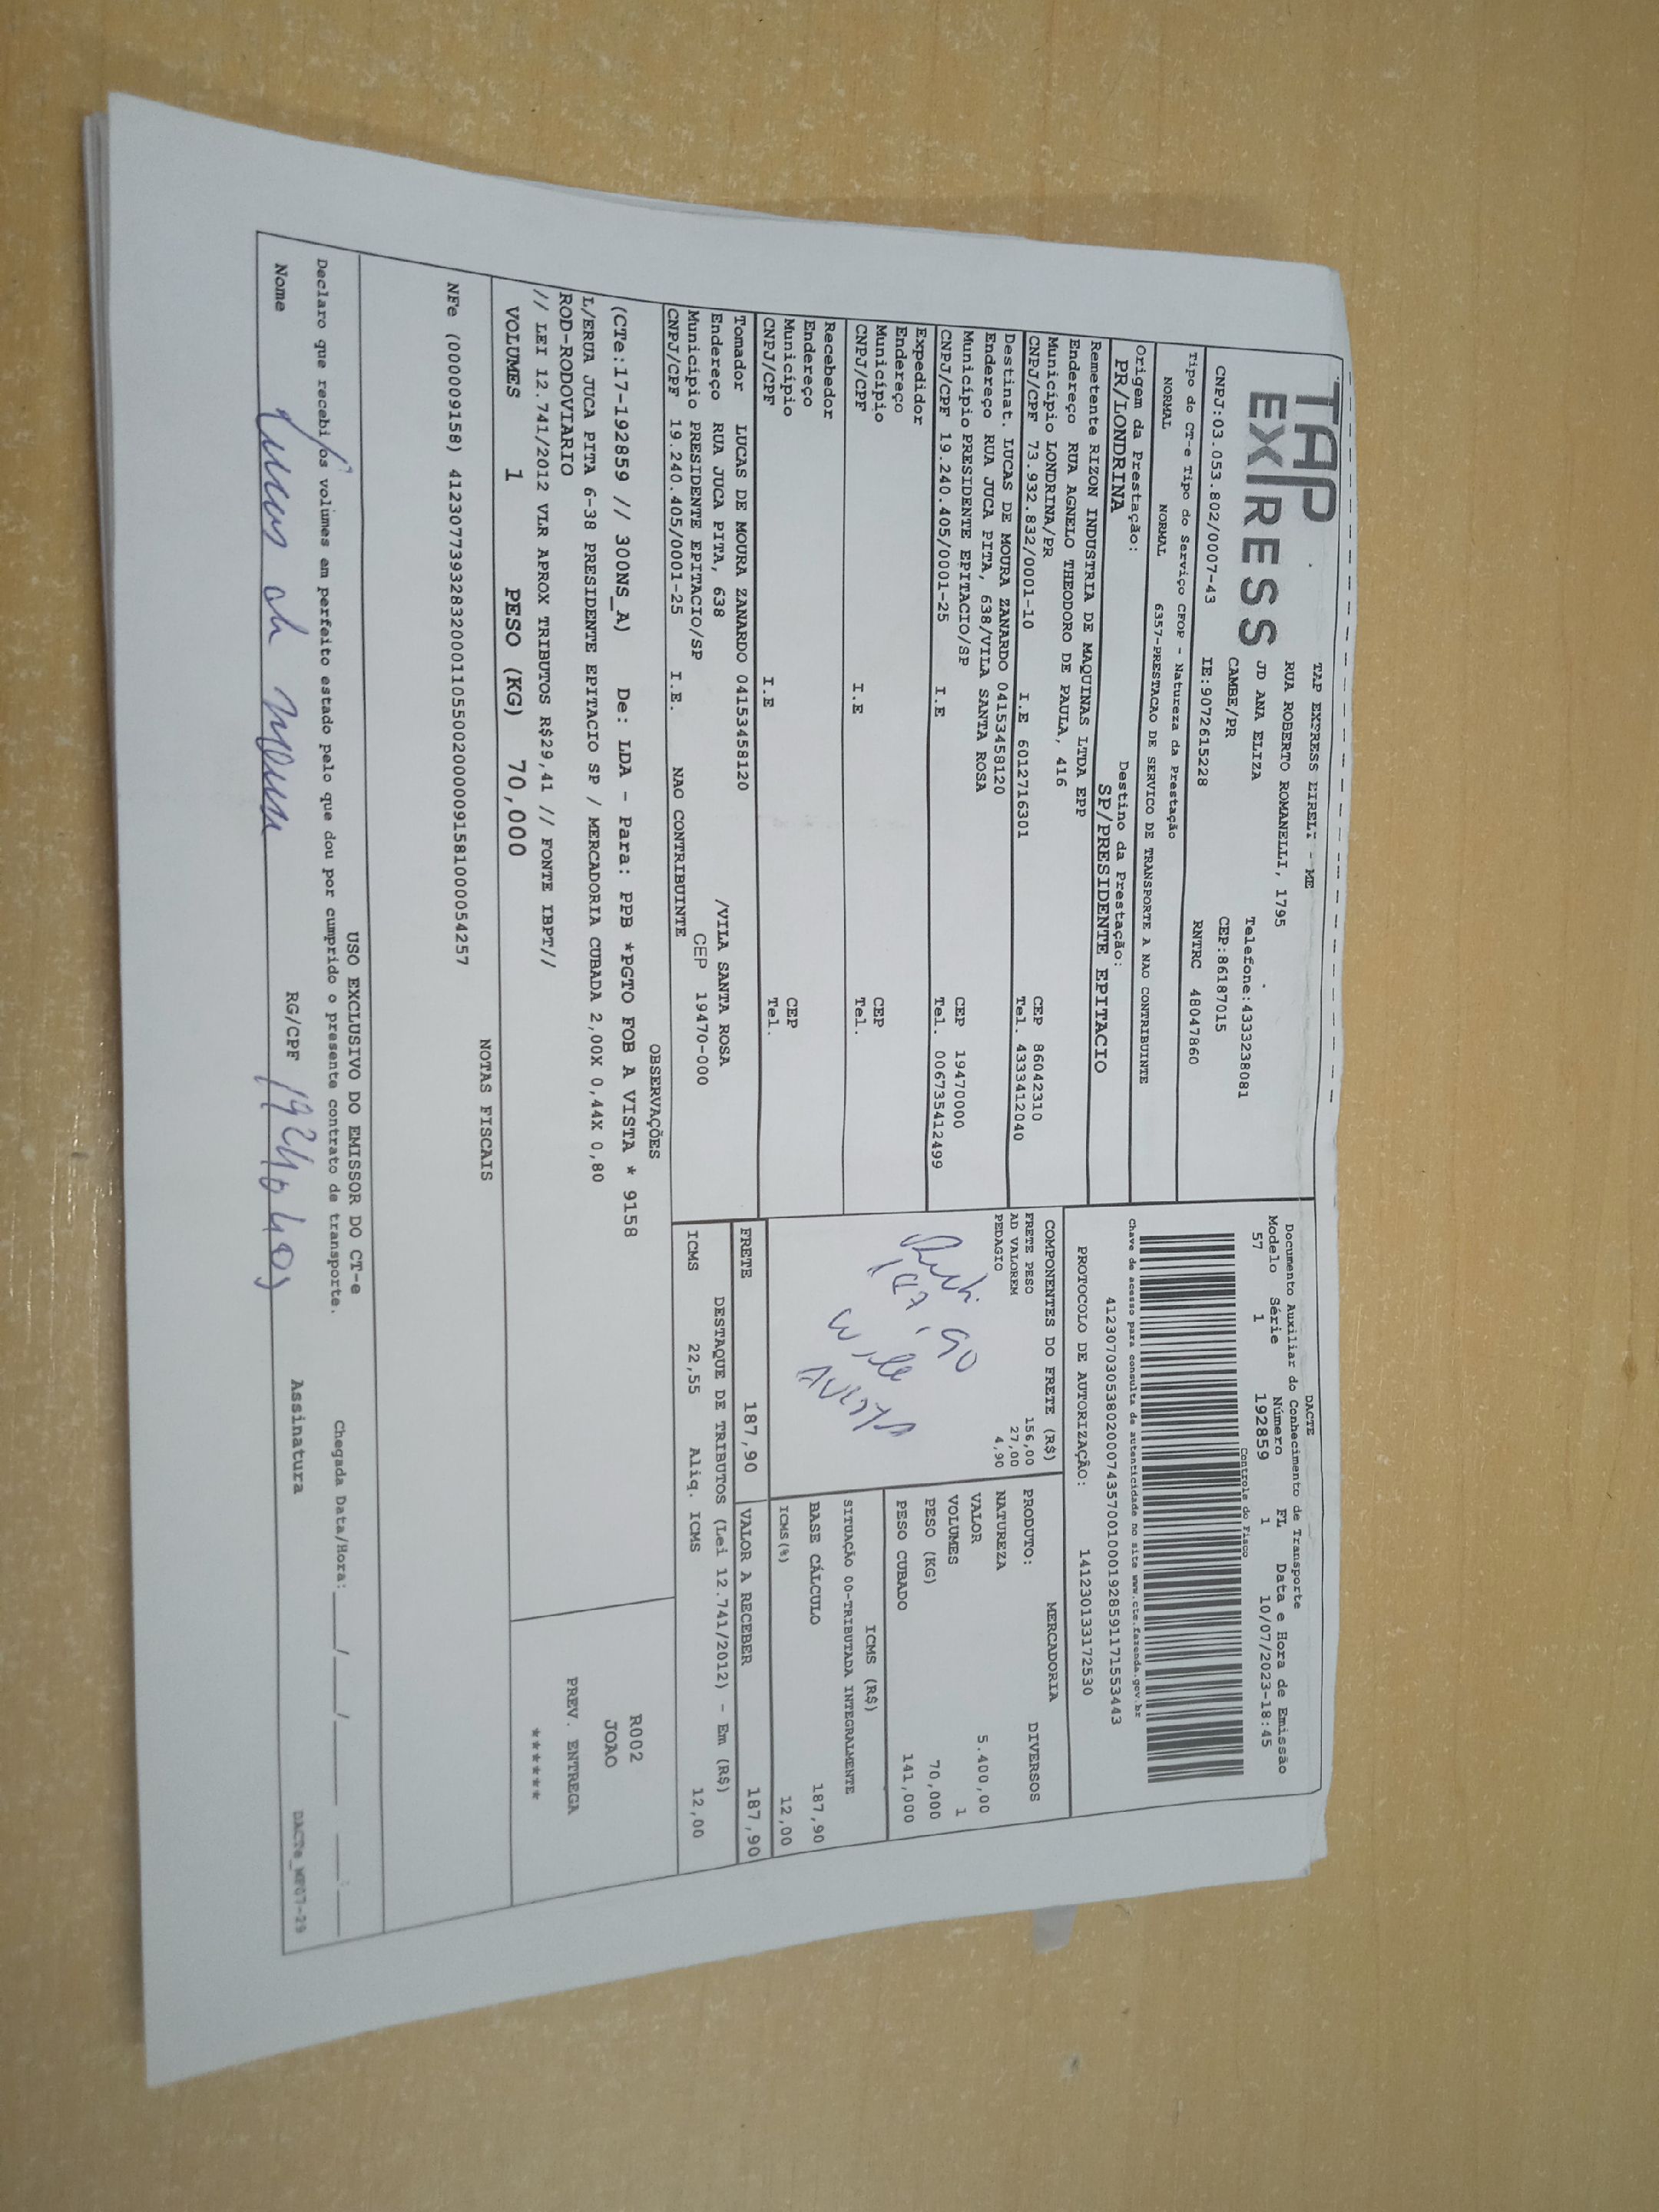 TAP
EXPRESS
TAP EXPRESS EIRELI - ME
RUA ROBERTO ROMANELLI, 1795
JD ANA ELIZA
CAMBE/PR
Telefone:4333238081
CEP:86187015
CNPJ:03.053.802/0007-43 IE:9072615228 RNTRC 48047860
Tipo do CT-e Tipo do Serviço CFOP - Natureza da Prestação
NORMAL NORMAL 6357-PRESTACAO DE SERVICO DE TRANSPORTE A NAO CONTRIBUINTE
Origem da Prestação: Destino da Prestação:
PR/LONDRINA SP/PRESIDENTE EPITACIO
DACTE
Documento Auxiliar do Conhecimento de Transporte
Modelo Série Número FL Data e Hora de Emissão
57 1 192859 1 10/07/2023-18:45
Controle do Fisco
Chave de acesso para consulta de autenticidade no site www.cte.fazenda.gov.br
41230703053802000743570010001928591171553443
PROTOCOLO DE AUTORIZAÇÃO: 141230133172530
Remetente RIZON INDUSTRIA DE MAQUINAS LTDA EPP
Endereço RUA AGNELO THEODORO DE PAULA, 416
Município LONDRINA/PR CEP 86042310
CNPJ/CPF 73.932.832/0001-10 I.E 6012716301 Tel. 4333412040
Destinat. LUCAS DE MOURA ZANARDO 04153458120
Endereço RUA JUCA PITA, 638/VILA SANTA ROSA
Município PRESIDENTE EPITACIO/SP CEP 19470000
CNPJ/CPF 19.240.405/0001-25 I.E Tel. 006735412499
Expedidor
Endereço
Município CEP
CNPJ/CPF I.E Tel.
Recebedor
Endereço
Município CEP
CNPJ/CPF I.E Tel.
Tomador LUCAS DE MOURA ZANARDO 04153458120
Endereço RUA JUCA PITA, 638 /VILA SANTA ROSA
Município PRESIDENTE EPITACIO/SP CEP 19470-000
CNPJ/CPF 19.240.405/0001-25 I.E. NAO CONTRIBUINTE
COMPONENTES DO FRETE (R$)
FRETE PESO 156,00
AD VALOREM 27,00
PEDAGIO 4,90
187,90
MERCADORIA
PRODUTO: DIVERSOS
NATUREZA
VALOR 5.400,00
VOLUMES 1
PESO (KG) 70,000
PESO CUBADO 141,000
ICMS (R$)
SITUAÇÃO 00-TRIBUTADA INTEGRALMENTE
BASE CÁLCULO 187,90
ICMS(%) 12,00
FRETE 187,90 VALOR A RECEBER 187,90
DESTAQUE DE TRIBUTOS (Lei 12.741/2012) - Em (R$)
ICMS 22,55 Aliq. ICMS 12,00
OBSERVAÇÕES
(CTe:17-192859 // 300NS_A) De: LDA - Para: PPB *PGTO FOB A VISTA * 9158
L/ERUA JUCA PITA 6-38 PRESIDENTE EPITACIO SP / MERCADORIA CUBADA 2,00X 0,44X 0,80
ROD-RODOVIARIO
// LEI 12.741/2012 VLR APROX TRIBUTOS R$29,41 // FONTE IBPT//
R002
JOAO
PREV. ENTREGA
******
VOLUMES 1 PESO (KG) 70,000
NOTAS FISCAIS
NFe (000009158) 41230773932832000110550020000091581000054257
USO EXCLUSIVO DO EMISSOR DO CT-e
Declaro que recebi os volumes em perfeito estado pelo que dou por cumprido o presente contrato de transporte.
Chegada Data/Hora:___/___/___ ___:___
Nome Lucas de Moura RG/CPF Assinatura
DACTe_MF07-29